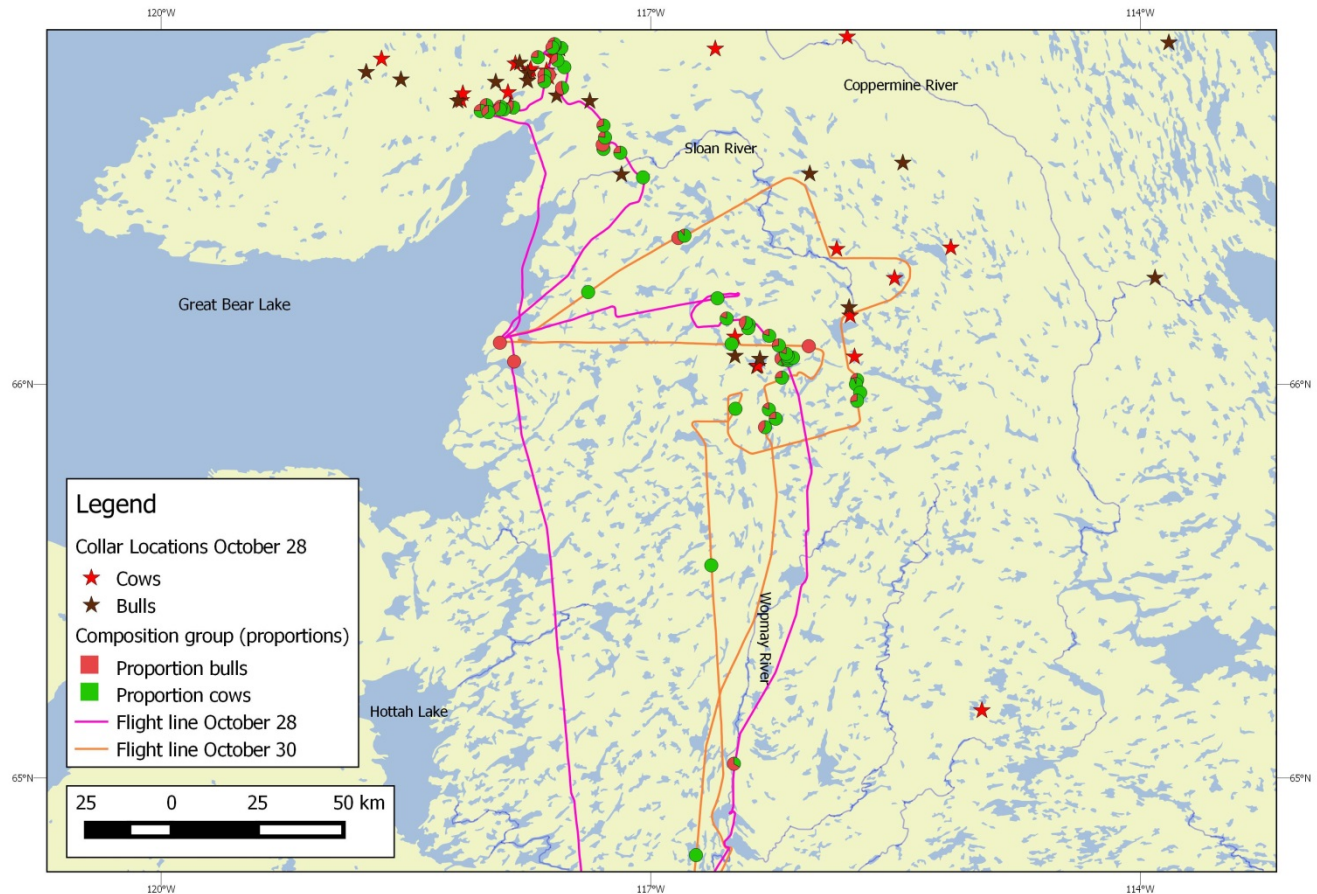 120°W
117°W
114°W
Coppermine River
Sloan River
Great Bear Lake
66°N
66°N
Legend
Collar Locations October 28
Cows
Bulls
Composition group (proportions)
Proportion bulls
Proportion cows
Flight line October 28
Flight line October 30
Wopmay River
Hottah Lake
65°N
65°N
25 0 25 50 km
120°W
117°W
114°W